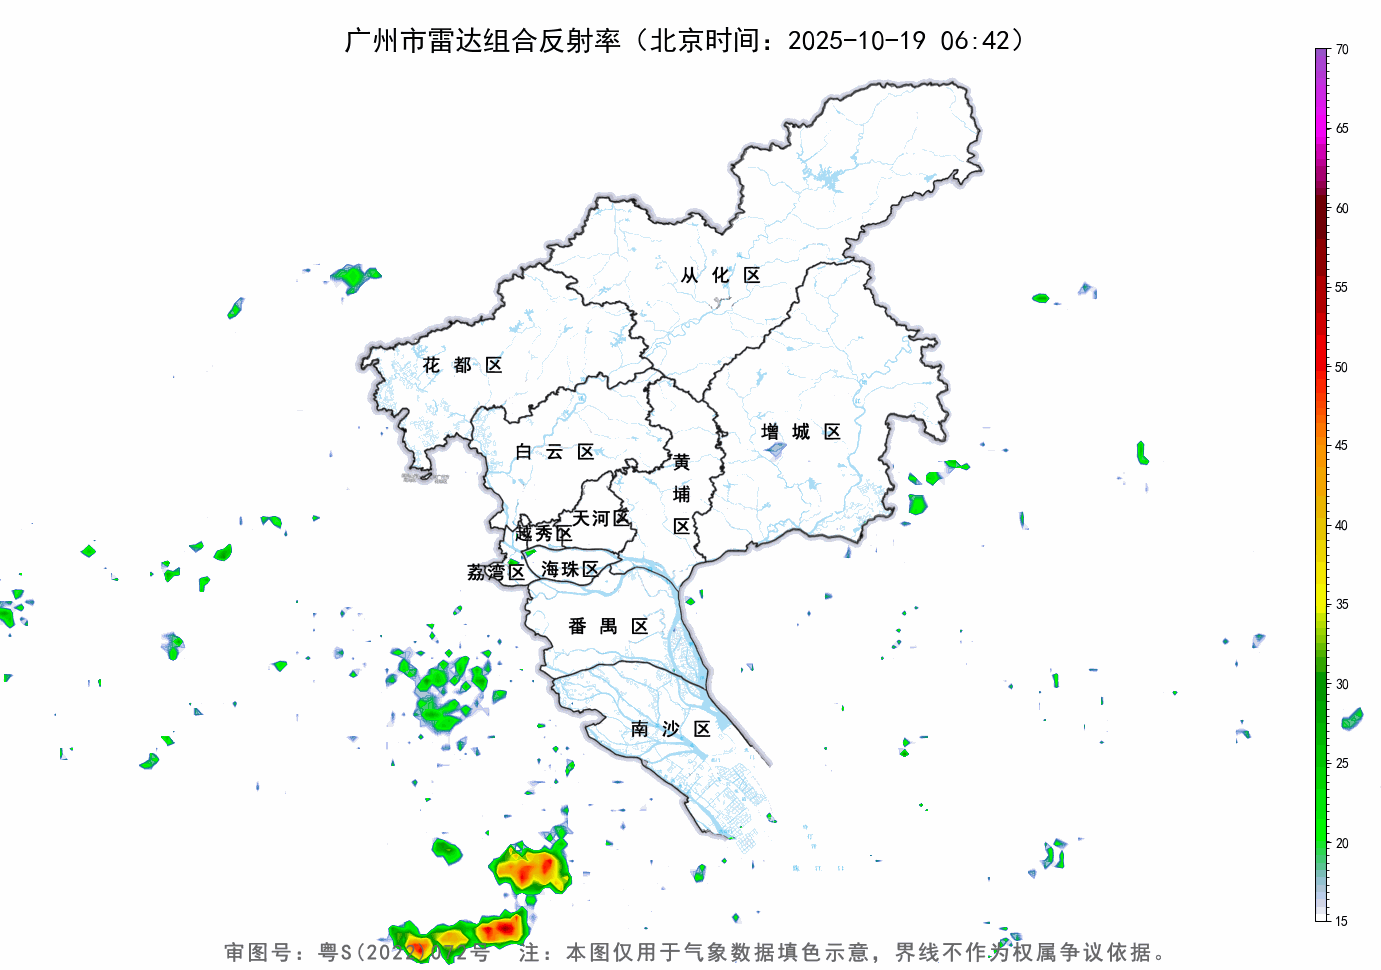 广州市雷达组合反射率（北京时间：2025-10-19 06:42）
70
65
60
55
50
45
40
35
30
25
20
15
从化区
花都区
增城区
白云区
黄埔区
天河区
越秀区
海珠区
荔湾区
番禺区
南沙区
审图号：粤S(2022)072号 注：本图仅用于气象数据填色示意，界线不作为权属争议依据。